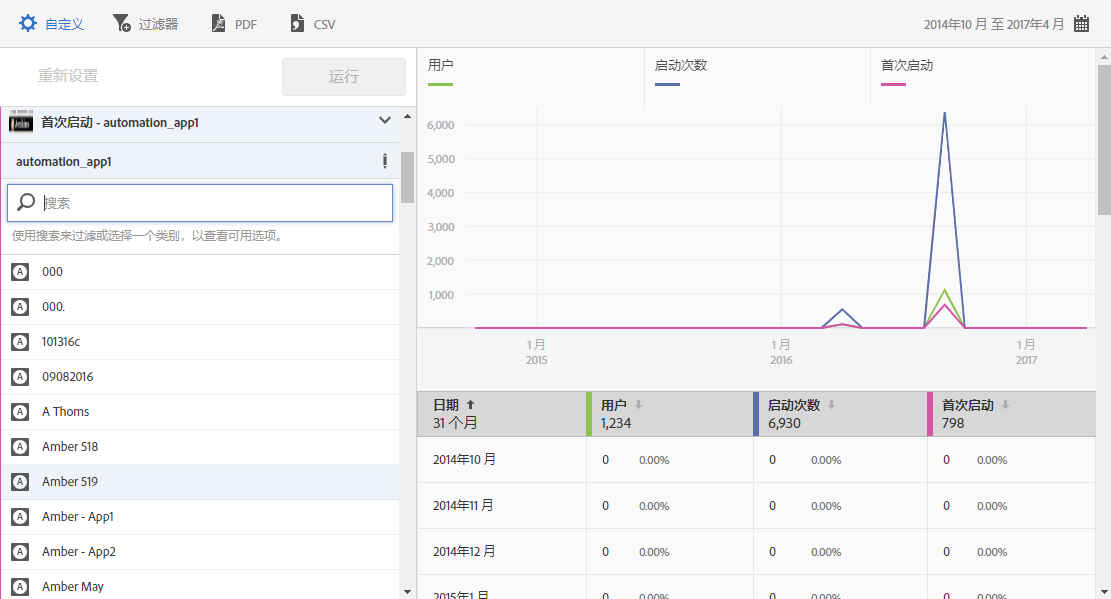 自定义 过滤器 PDF CSV 2014年10月 至 2017年4月
重新设置 运行
首次启动 - automation_app1
automation_app1
搜索
使用搜索来过滤或选择一个类别，以查看可用选项。
000
000.
101316c
09082016
A Thoms
Amber 518
Amber 519
Amber - App1
Amber - App2
Amber May
用户 启动次数 首次启动
6,000
5,000
4,000
3,000
2,000
1,000
1月 1月 1月
2015 2016 2017
日期 用户 启动次数 首次启动
31 个月 1,234 6,930 798
2014年10 月 0 0.00% 0 0.00% 0 0.00%
2014年11 月 0 0.00% 0 0.00% 0 0.00%
2014年12 月 0 0.00% 0 0.00% 0 0.00%
2015年1 月 0 0.00% 0 0.00% 0 0.00%